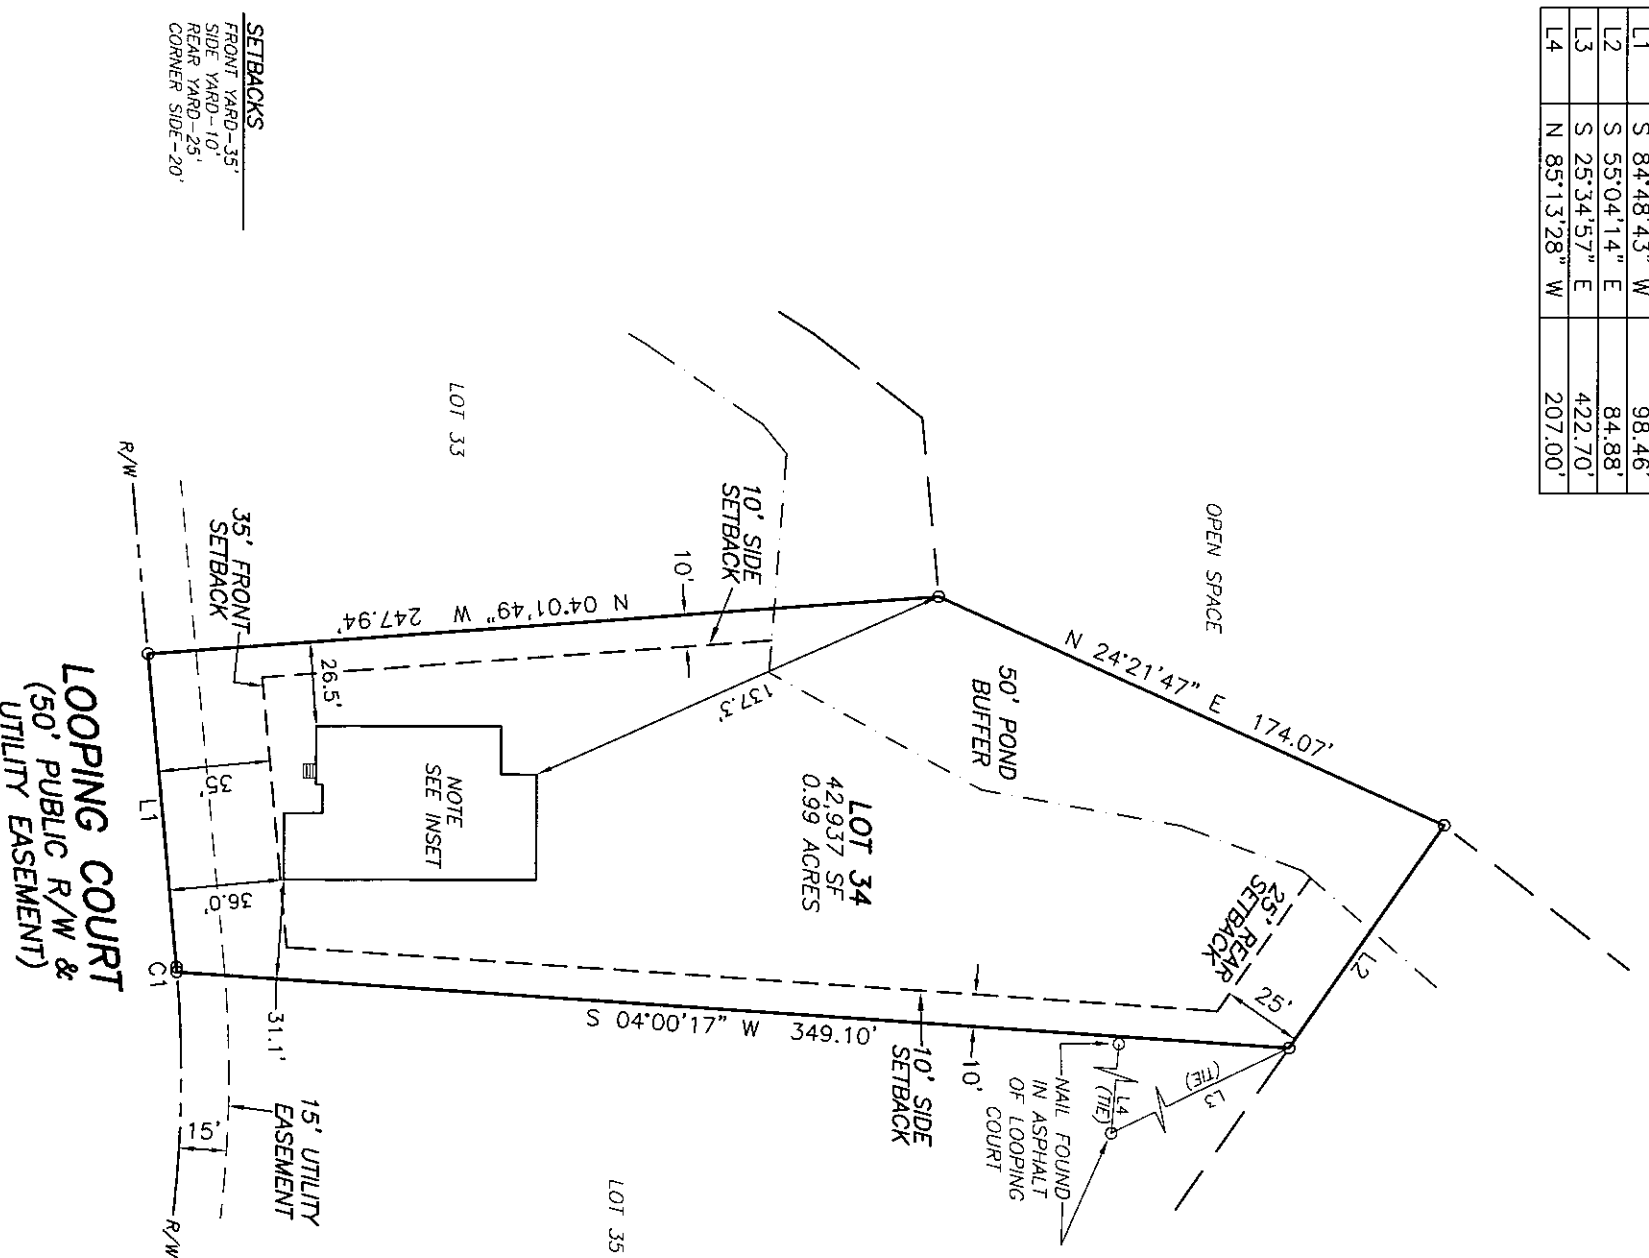 L1 S 84°48'43" W 98.46'
L2 S 55°04'14" E 84.88'
L3 S 25°34'57" E 422.70'
L4 N 85°13'28" W 207.00'
SETBACKS
FRONT YARD-35'
SIDE YARD-10'
REAR YARD-25'
CORNER SIDE-20'
OPEN SPACE
LOT 33
N 24°21'47" E 174.07'
L2
50' POND
BUFFER
25' REAR
SETBACK
25'
10' SIDE
SETBACK
10'
N 04°01'49" W 247.94'
137.3'
LOT 34
42,937 SF
0.99 ACRES
S 04°00'17" W 349.10'
10' SIDE
SETBACK
10'
L3
(TIE)
L4
(TIE)
NAIL FOUND
IN ASPHALT
OF LOOPING
COURT
35' FRONT
SETBACK
26.5'
NOTE
SEE INSET
35'
36.0'
31.1'
15' UTILITY
EASEMENT
15'
R/W
L1
C1
R/W
LOT 35
LOOPING COURT
(50' PUBLIC R/W &
UTILITY EASEMENT)